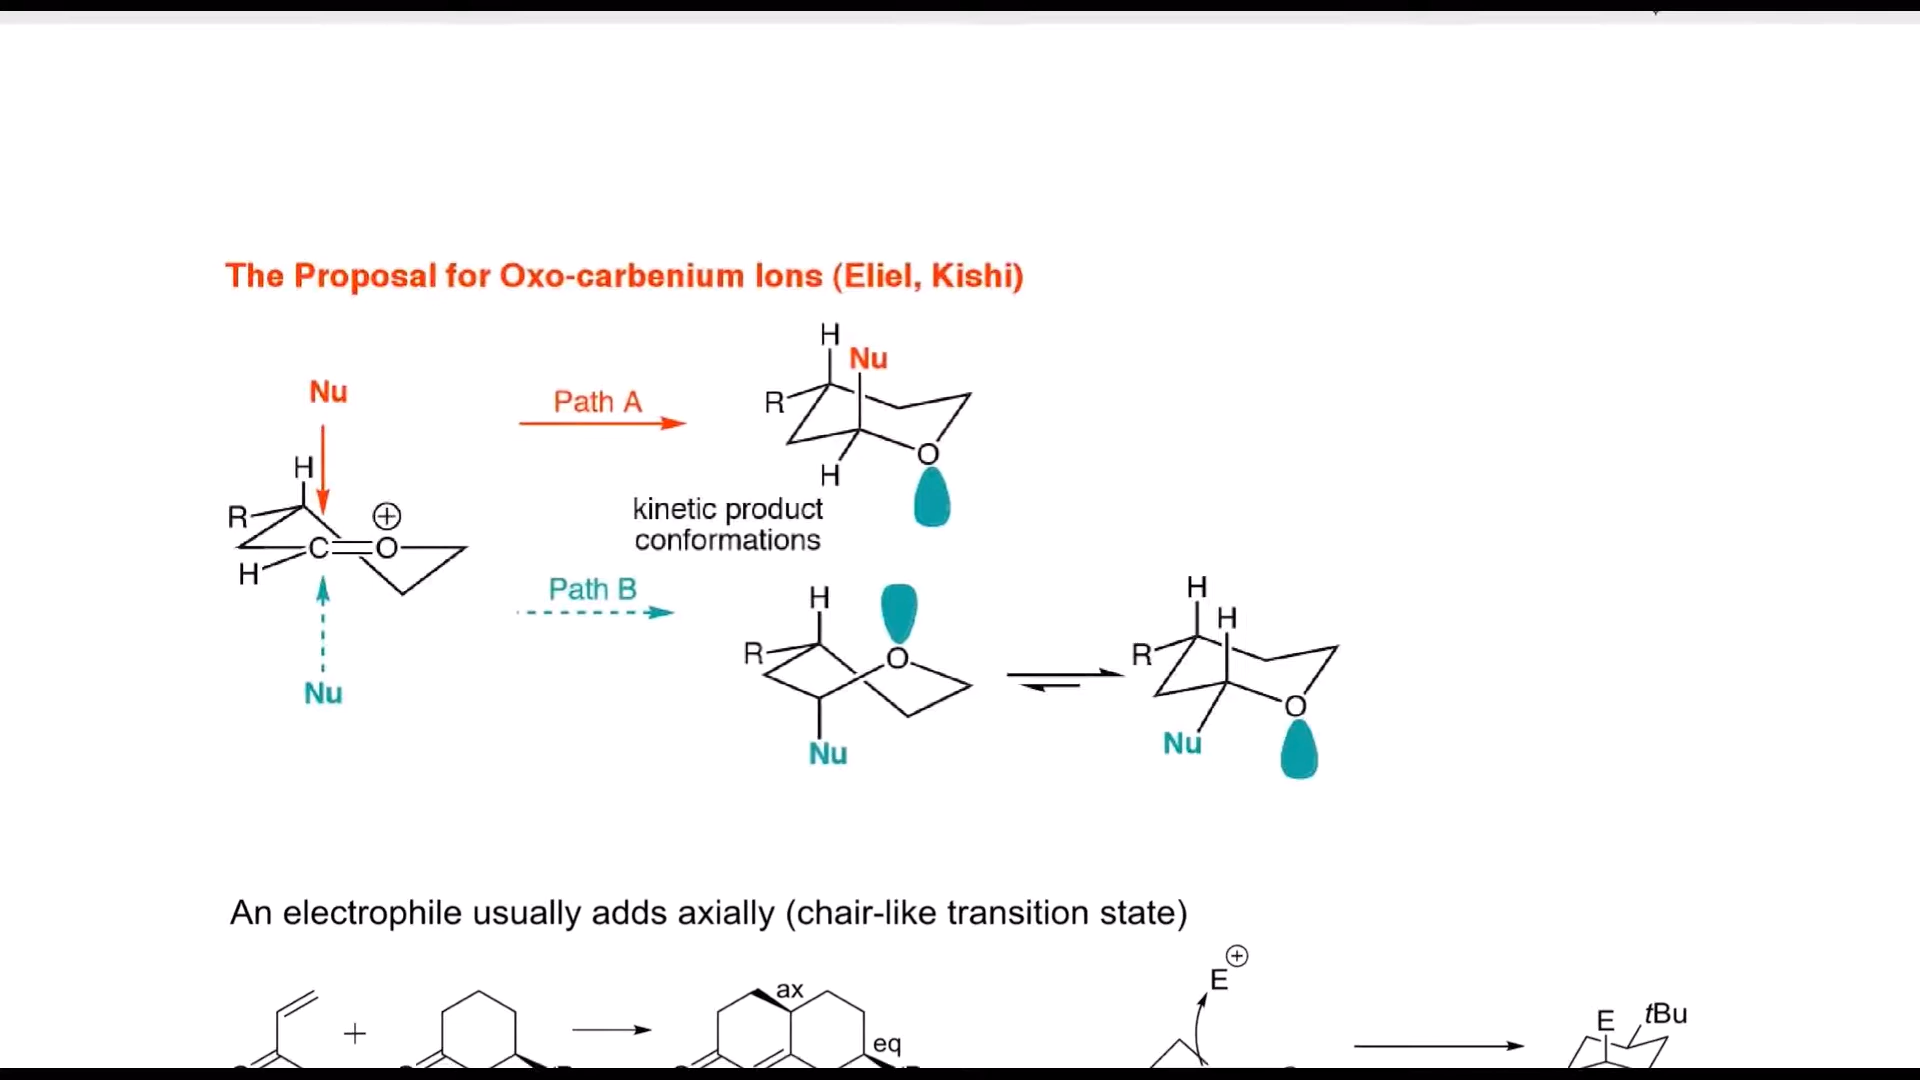 The Proposal for Oxo-carbenium Ions (Eliel, Kishi)
H
Nu
Nu
Path A
R
H
H
R
⊕
O
C
O
H
kinetic product
conformations
Path B
H
H
H
R
O
R
O
Nu
Nu
Nu
An electrophile usually adds axially (chair-like transition state)
⊕
E
ax
+
eq
E
tBu